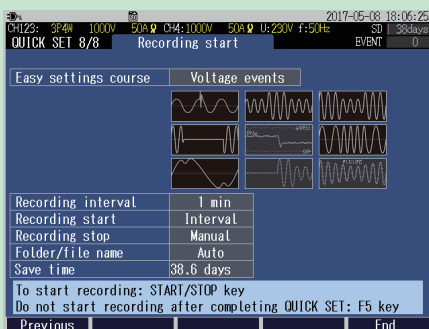 2017-05-08 18:06:25
CH123: 3P4W 1000V 50A CH4:1000V 50A U:230V f:50Hz SD 38days
QUICK SET 8/8 Recording start EVENT 0
Easy settings course Voltage events
Recording interval 1 min
Recording start Interval
Recording stop Manual
Folder/file name Auto
Save time 38.6 days
To start recording: START/STOP key
Do not start recording after completing QUICK SET: F5 key
Previous End